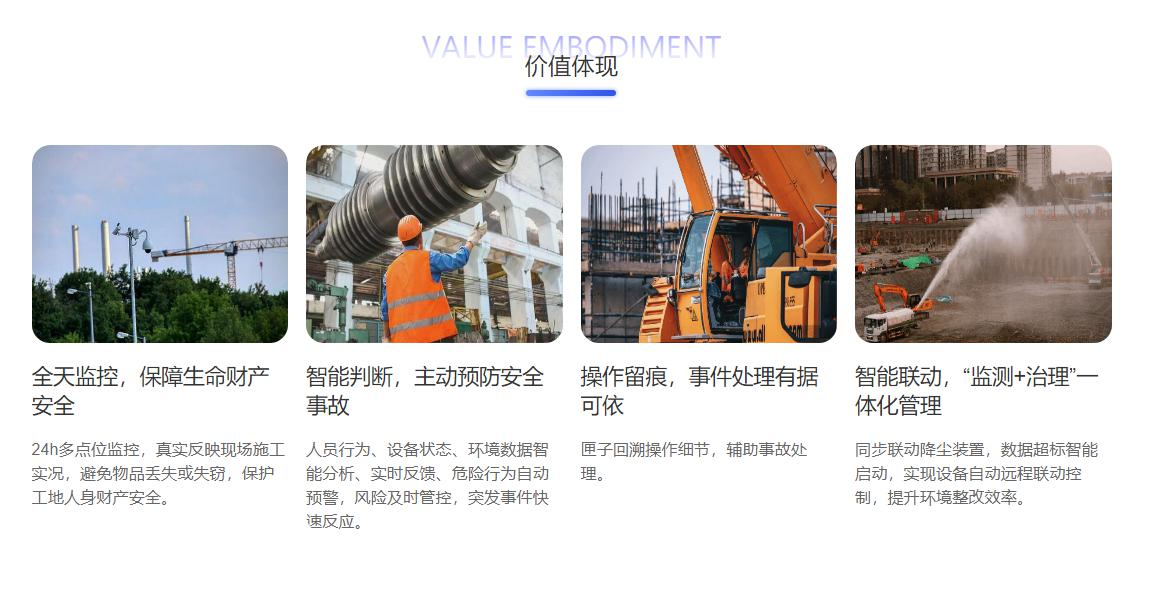 VALUE EMBODIMENT
价值体现
全天监控，保障生命财产
安全
24h多点位监控，真实反映现场施工
实况，避免物品丢失或失窃，保护
工地人身财产安全。
智能判断，主动预防安全
事故
人员行为、设备状态、环境数据智
能分析、实时反馈、危险行为自动
预警，风险及时管控，突发事件快
速反应。
操作留痕，事件处理有据
可依
匣子回溯操作细节，辅助事故处
理。
智能联动，“监测+治理”一
体化管理
同步联动降尘装置，数据超标智能
启动，实现设备自动远程联动控
制，提升环境整改效率。